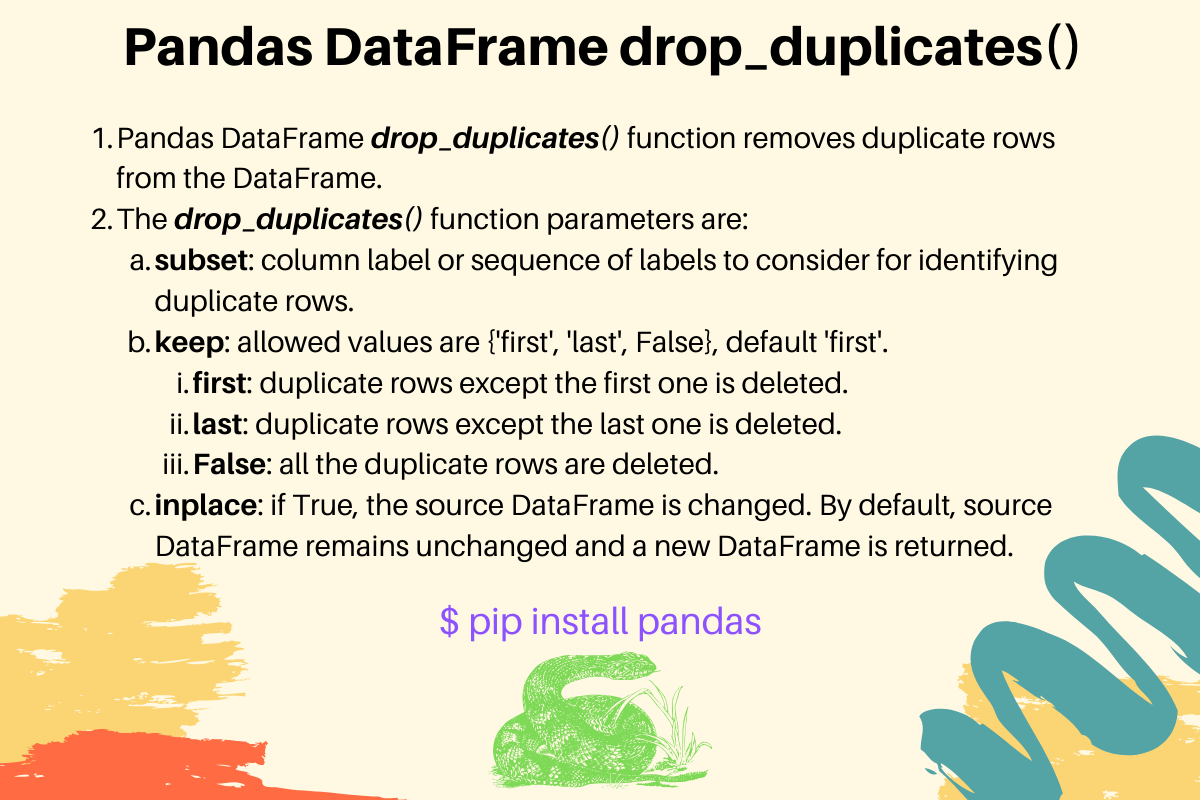 Pandas DataFrame drop_duplicates()
1. Pandas DataFrame drop_duplicates() function removes duplicate rows
from the DataFrame.
2. The drop_duplicates() function parameters are:
a. subset: column label or sequence of labels to consider for identifying
duplicate rows.
b. keep: allowed values are {'first', 'last', False}, default 'first'.
i. first: duplicate rows except the first one is deleted.
ii. last: duplicate rows except the last one is deleted.
iii. False: all the duplicate rows are deleted.
c. inplace: if True, the source DataFrame is changed. By default, source
DataFrame remains unchanged and a new DataFrame is returned.
$ pip install pandas